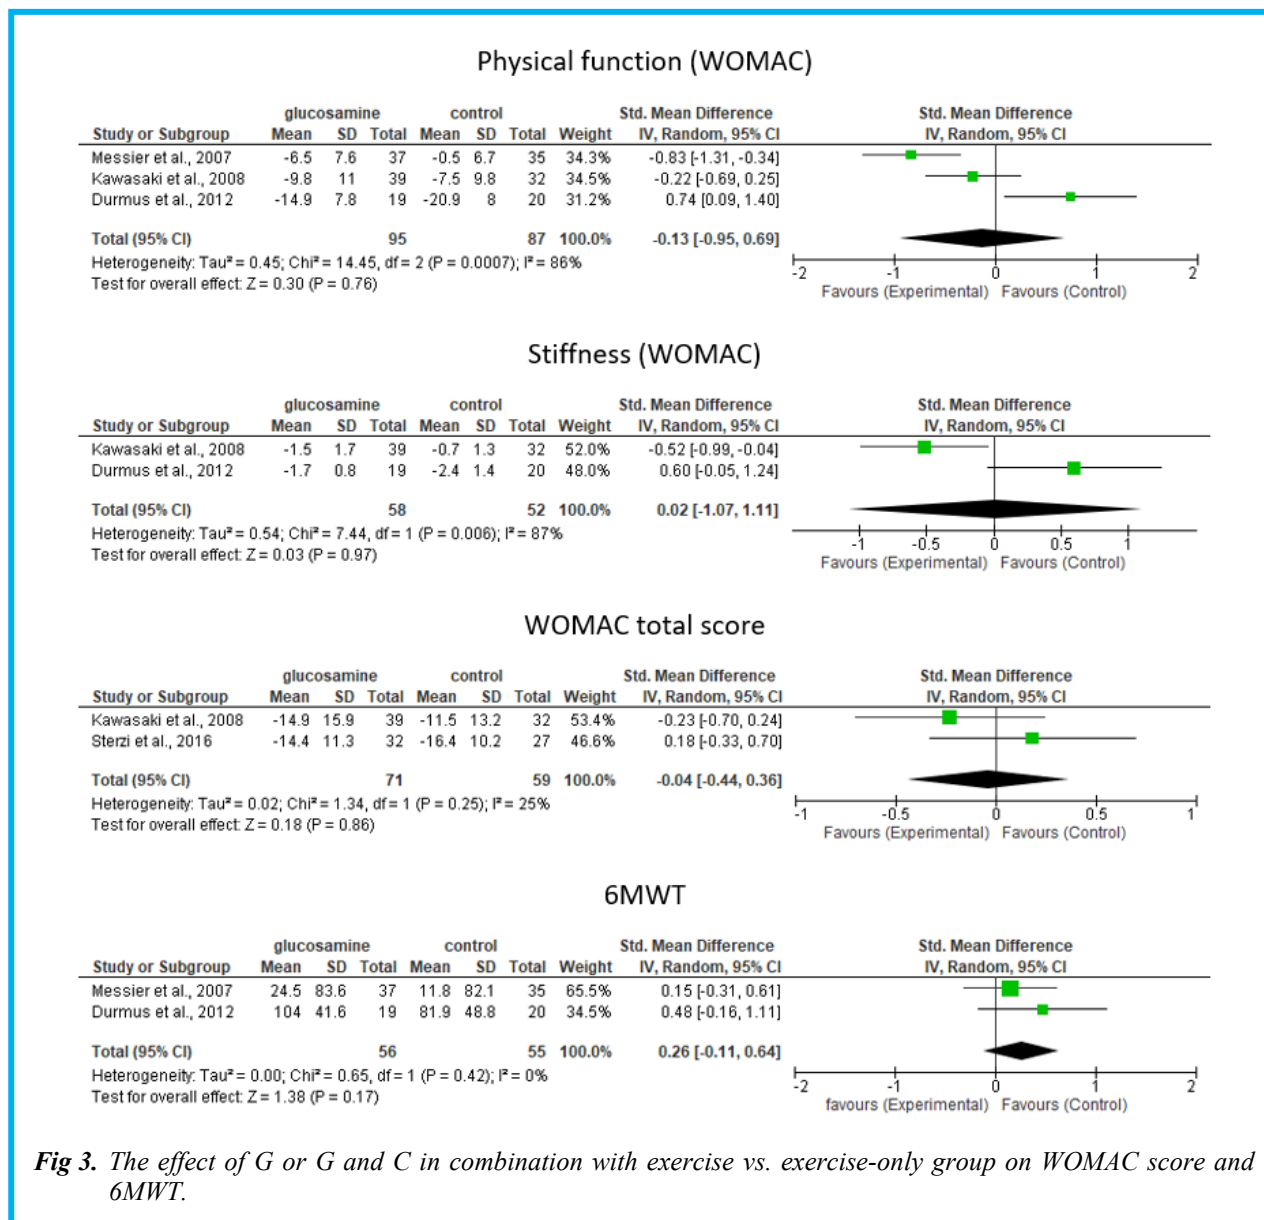 Physical function (WOMAC)
glucosamine control Std. Mean Difference Std. Mean Difference
Study or Subgroup Mean SD Total Mean SD Total Weight IV, Random, 95% CI IV, Random, 95% CI
Messier et al., 2007 -6.5 7.6 37 -0.5 6.7 35 34.3% -0.83 [-1.31, -0.34]
Kawasaki et al., 2008 -9.8 11 39 -7.5 9.8 32 34.5% -0.22 [-0.69, 0.25]
Durmus et al., 2012 -14.9 7.8 19 -20.9 8 20 31.2% 0.74 [0.09, 1.40]
Total (95% CI) 95 87 100.0% -0.13 [-0.95, 0.69]
Heterogeneity: Tau² = 0.45; Chi² = 14.45, df = 2 (P = 0.0007); I² = 86%
Test for overall effect: Z = 0.30 (P = 0.76)
-2 -1 0 1 2
Favours (Experimental) Favours (Control)
Stiffness (WOMAC)
glucosamine control Std. Mean Difference Std. Mean Difference
Study or Subgroup Mean SD Total Mean SD Total Weight IV, Random, 95% CI IV, Random, 95% CI
Kawasaki et al., 2008 -1.5 1.7 39 -0.7 1.3 32 52.0% -0.52 [-0.99, -0.04]
Durmus et al., 2012 -1.7 0.8 19 -2.4 1.4 20 48.0% 0.60 [-0.05, 1.24]
Total (95% CI) 58 52 100.0% 0.02 [-1.07, 1.11]
Heterogeneity: Tau² = 0.54; Chi² = 7.44, df = 1 (P = 0.006); I² = 87%
Test for overall effect: Z = 0.03 (P = 0.97)
-1 -0.5 0 0.5 1
Favours (Experimental) Favours (Control)
WOMAC total score
glucosamine control Std. Mean Difference Std. Mean Difference
Study or Subgroup Mean SD Total Mean SD Total Weight IV, Random, 95% CI IV, Random, 95% CI
Kawasaki et al., 2008 -14.9 15.9 39 -11.5 13.2 32 53.4% -0.23 [-0.70, 0.24]
Sterzi et al., 2016 -14.4 11.3 32 -16.4 10.2 27 46.6% 0.18 [-0.33, 0.70]
Total (95% CI) 71 59 100.0% -0.04 [-0.44, 0.36]
Heterogeneity: Tau² = 0.02; Chi² = 1.34, df = 1 (P = 0.25); I² = 25%
Test for overall effect: Z = 0.18 (P = 0.86)
-1 -0.5 0 0.5 1
Favours (Experimental) Favours (Control)
6MWT
glucosamine control Std. Mean Difference Std. Mean Difference
Study or Subgroup Mean SD Total Mean SD Total Weight IV, Random, 95% CI IV, Random, 95% CI
Messier et al., 2007 24.5 83.6 37 11.8 82.1 35 65.5% 0.15 [-0.31, 0.61]
Durmus et al., 2012 104 41.6 19 81.9 48.8 20 34.5% 0.48 [-0.16, 1.11]
Total (95% CI) 56 55 100.0% 0.26 [-0.11, 0.64]
Heterogeneity: Tau² = 0.00; Chi² = 0.65, df = 1 (P = 0.42); I² = 0%
Test for overall effect: Z = 1.38 (P = 0.17)
-2 -1 0 1 2
favours (Experimental) Favours (Control)
Fig 3. The effect of G or G and C in combination with exercise vs. exercise-only group on WOMAC score and
6MWT.